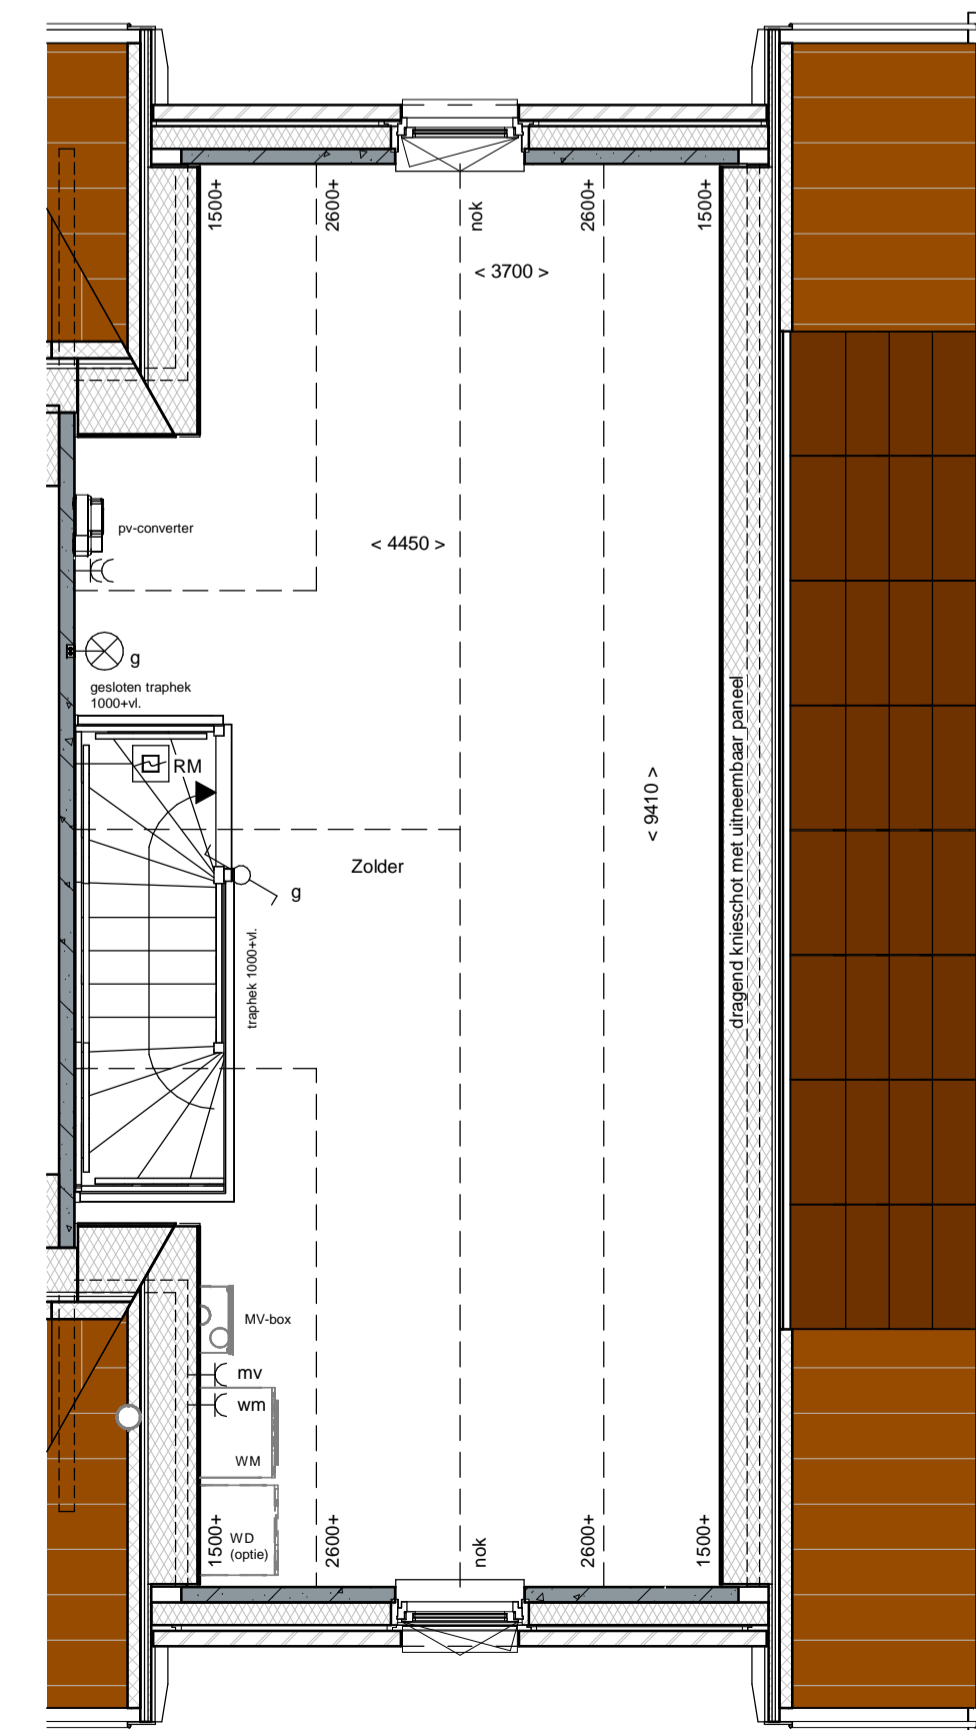 1500+
2600+
nok
2600+
1500+
< 3700 >
pv-converter
< 4450 >
g
gesloten traphek
1000+vl.
RM
Zolder
g
traphek 1000+vl.
< 9410 >
dragend knieschot met uitneembaar paneel
MV-box
mv
wm
WM
WD
(optie)
1500+
2600+
nok
2600+
1500+